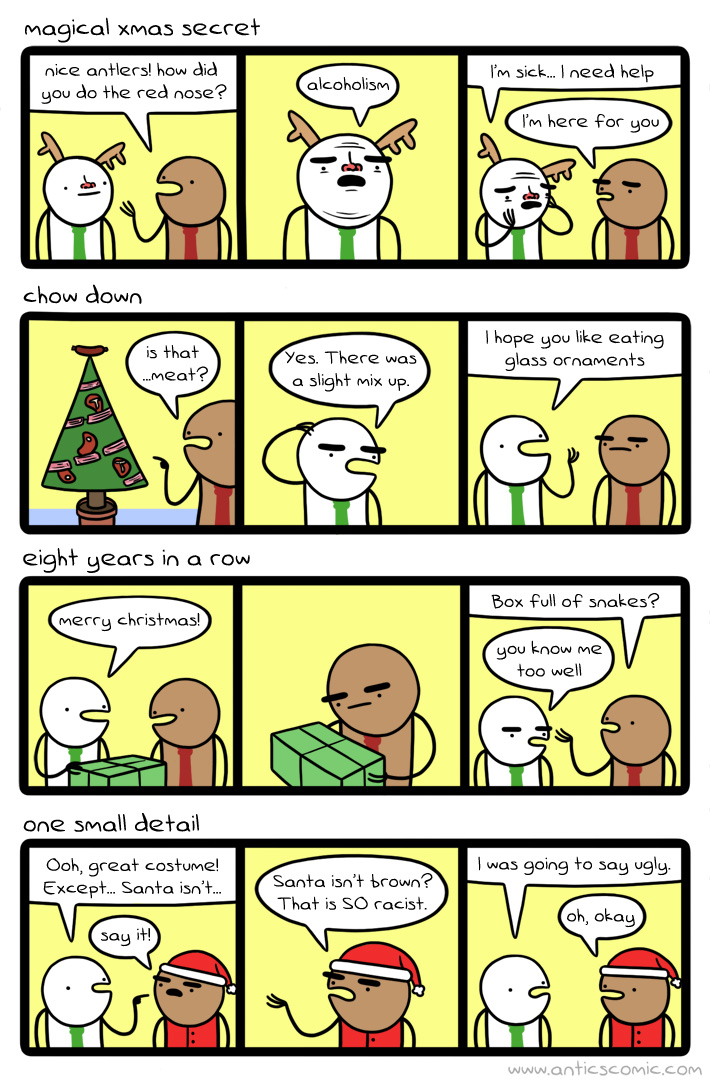 magical xmas secret
nice antlers! how did
you do the red nose?
alcoholism
I'm sick... I need help
I'm here for you
chow down
is that
...meat?
Yes. There was
a slight mix up.
I hope you like eating
glass ornaments
eight years in a row
merry christmas!
Box full of snakes?
you know me
too well
one small detail
Ooh, great costume!
Except... Santa isn't...
say it!
Santa isn't brown?
That is SO racist.
I was going to say ugly.
oh, okay
www.anticscomic.com